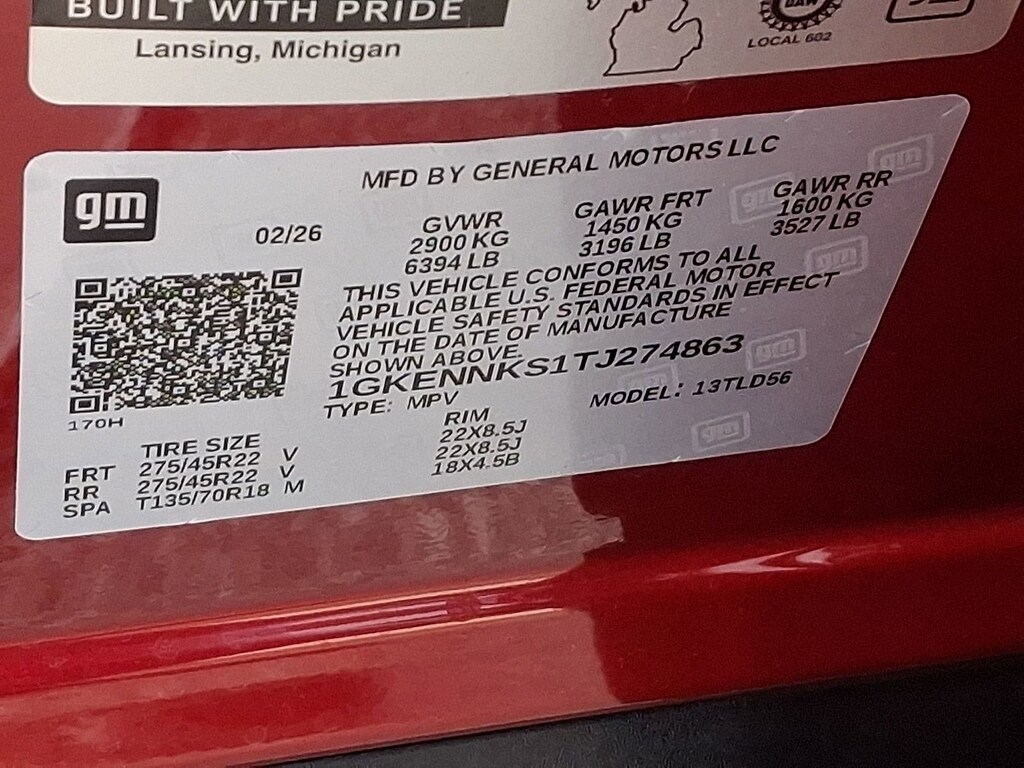 BUILT WITH PRIDE
Lansing, Michigan
UAW
LOCAL 602
gm
MFD BY GENERAL MOTORS LLC
02/26
GVWR
2900 KG
6394 LB
GAWR FRT
1450 KG
3196 LB
GAWR RR
1600 KG
3527 LB
THIS VEHICLE CONFORMS TO ALL
APPLICABLE U.S. FEDERAL MOTOR
VEHICLE SAFETY STANDARDS IN EFFECT
ON THE DATE OF MANUFACTURE
SHOWN ABOVE.
1GKENNKS1TJ274863
TYPE: MPV
MODEL: 13TLD56
170H
TIRE SIZE
RIM
FRT 275/45R22 V 22X8.5J
RR 275/45R22 V 22X8.5J
SPA T135/70R18 M 18X4.5B